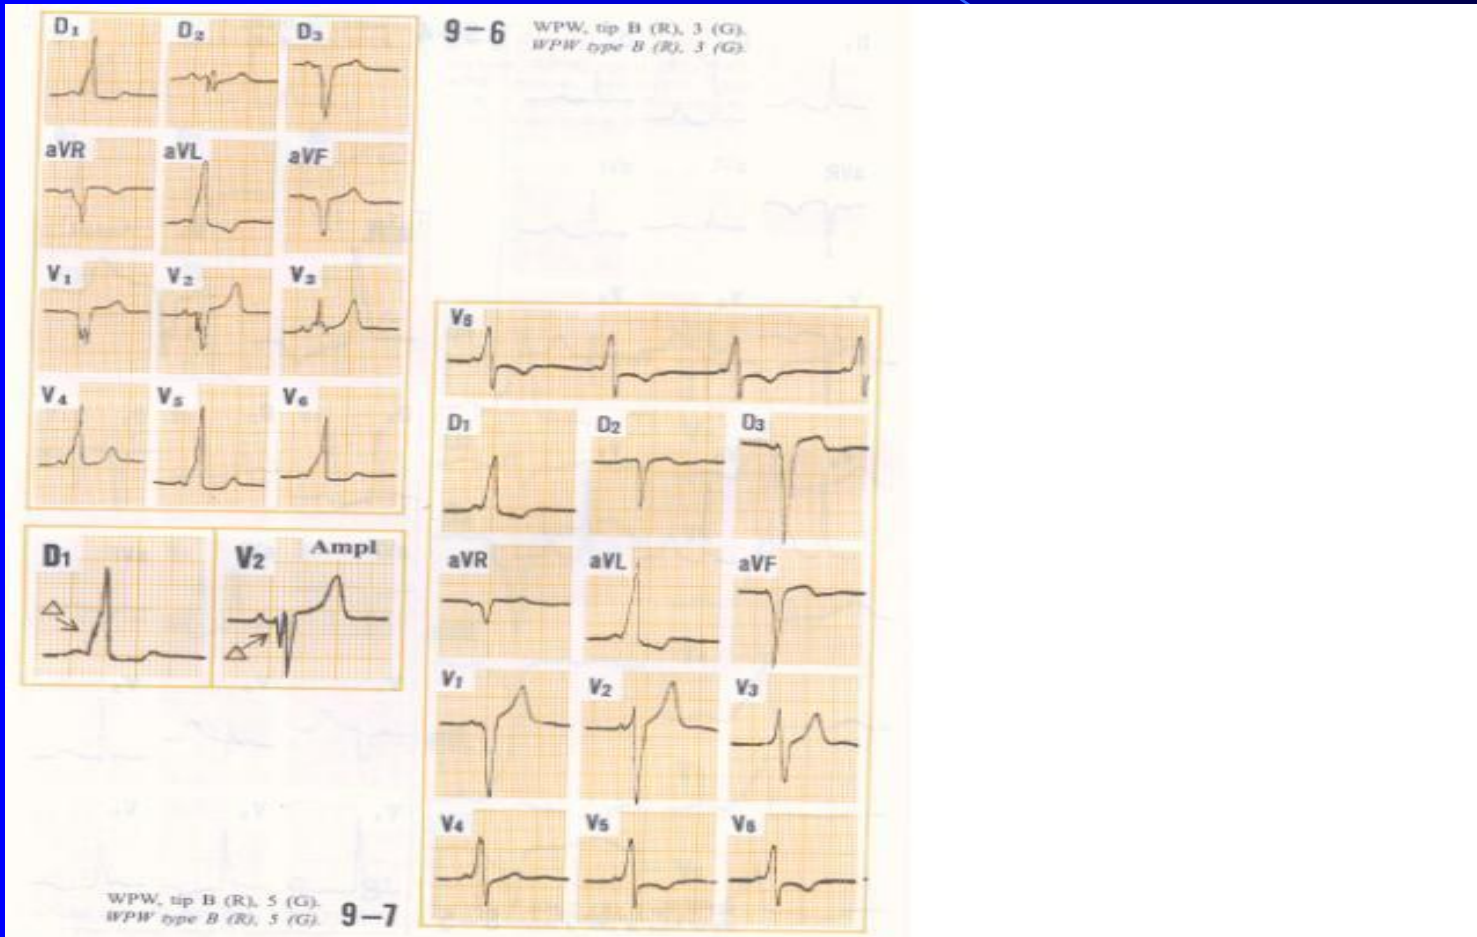 D1 D2 D3
aVR aVL aVF
V1 V2 V3
V4 V5 V6
D1 V2 Ampl
△ △
9-6 WPW, tip B (R), 3 (G).
WPW type B (R), 3 (G).
V6
D1 D2 D3
aVR aVL aVF
V1 V2 V3
V4 V5 V6
WPW, tip B (R), 5 (G).
WPW type B (R), 5 (G). 9-7